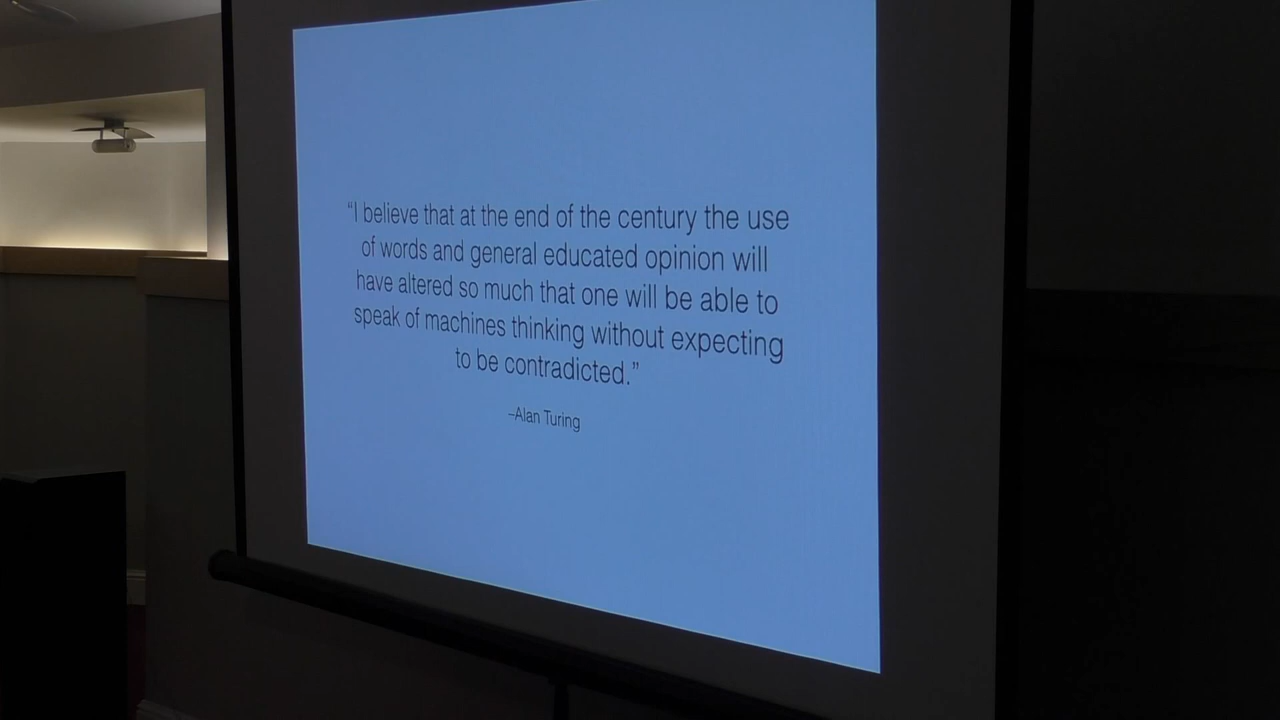 “I believe that at the end of the century the use
of words and general educated opinion will
have altered so much that one will be able to
speak of machines thinking without expecting
to be contradicted.”
–Alan Turing